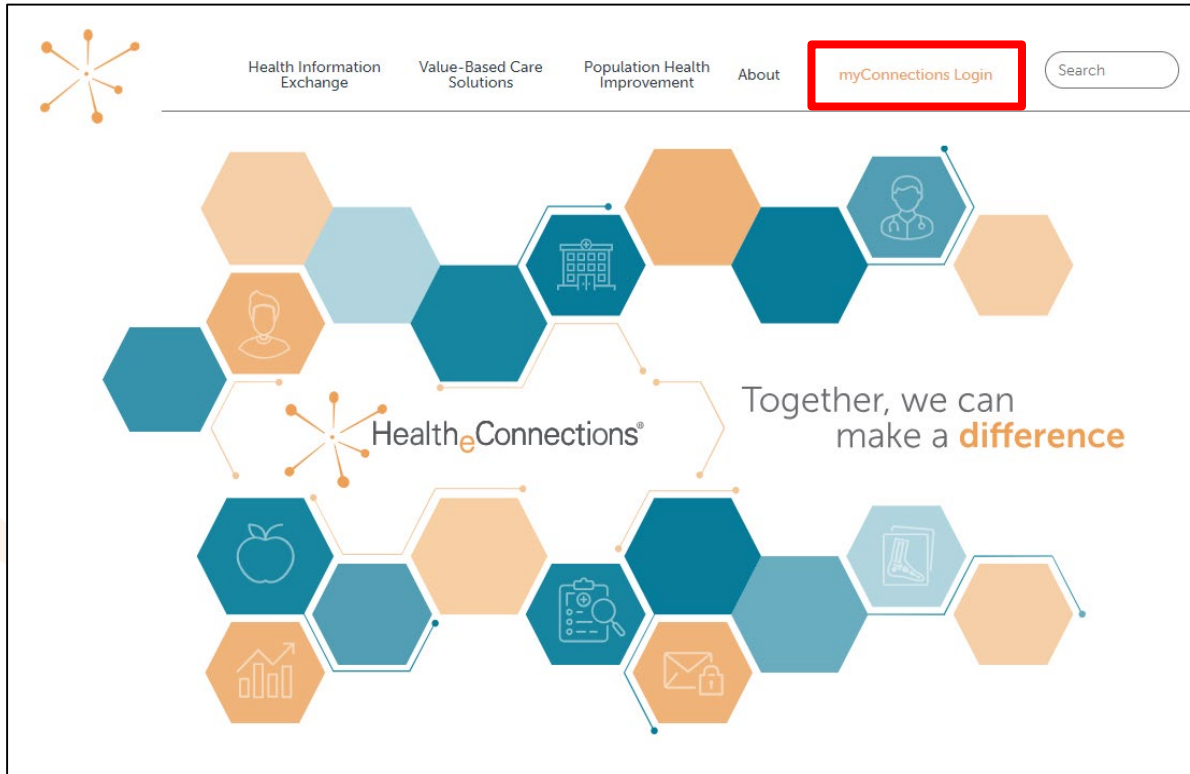 Health Information
Exchange
Value-Based Care
Solutions
Population Health
Improvement
About
myConnections Login
Search
HealtheConnections®
Together, we can
make a difference